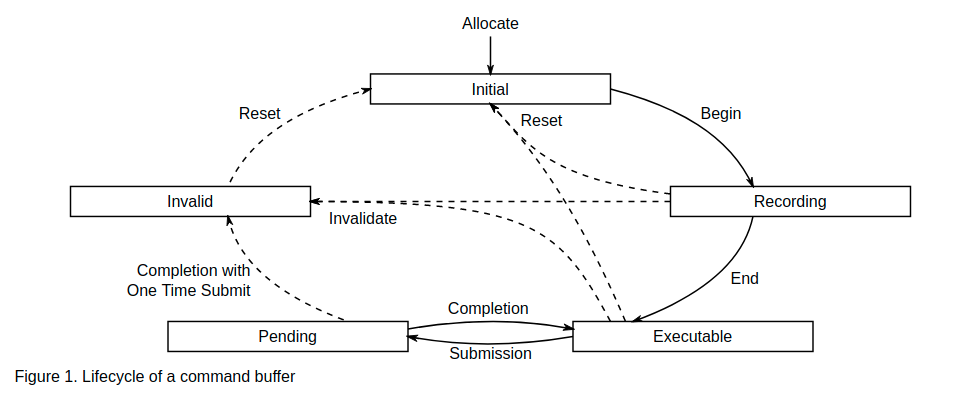 Allocate
Initial
Reset
Reset
Begin
Invalid
Recording
Invalidate
Completion with
One Time Submit
End
Completion
Pending
Executable
Submission
Figure 1. Lifecycle of a command buffer